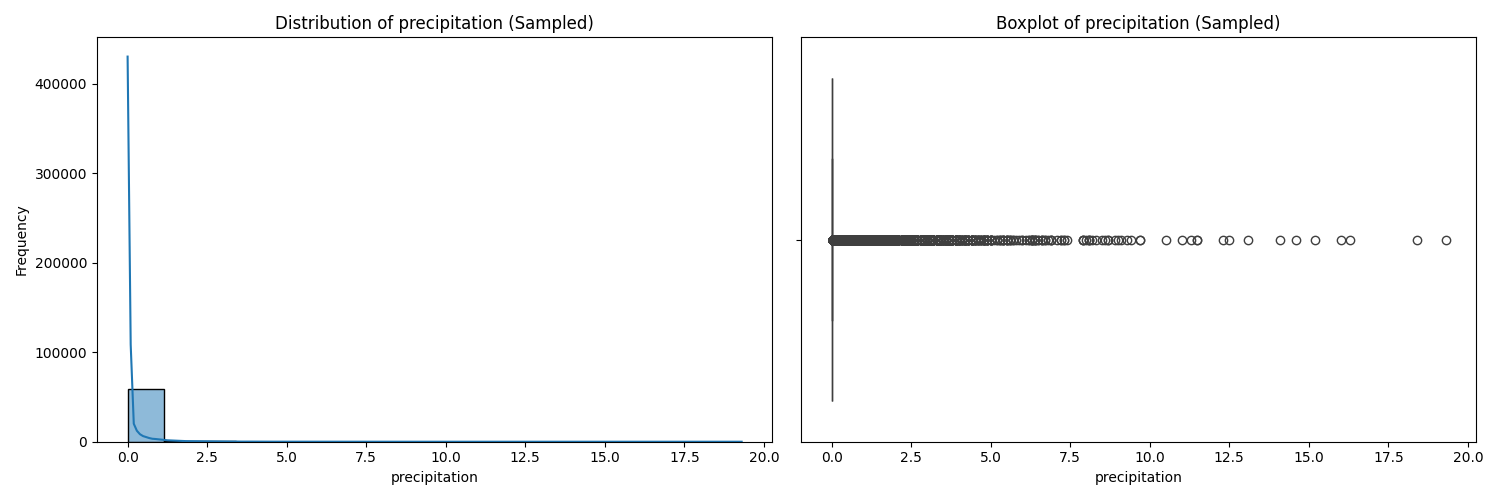 Distribution of precipitation (Sampled)
Frequency
400000
300000
200000
100000
0
0.0 2.5 5.0 7.5 10.0 12.5 15.0 17.5 20.0
precipitation
Boxplot of precipitation (Sampled)
0.0 2.5 5.0 7.5 10.0 12.5 15.0 17.5 20.0
precipitation